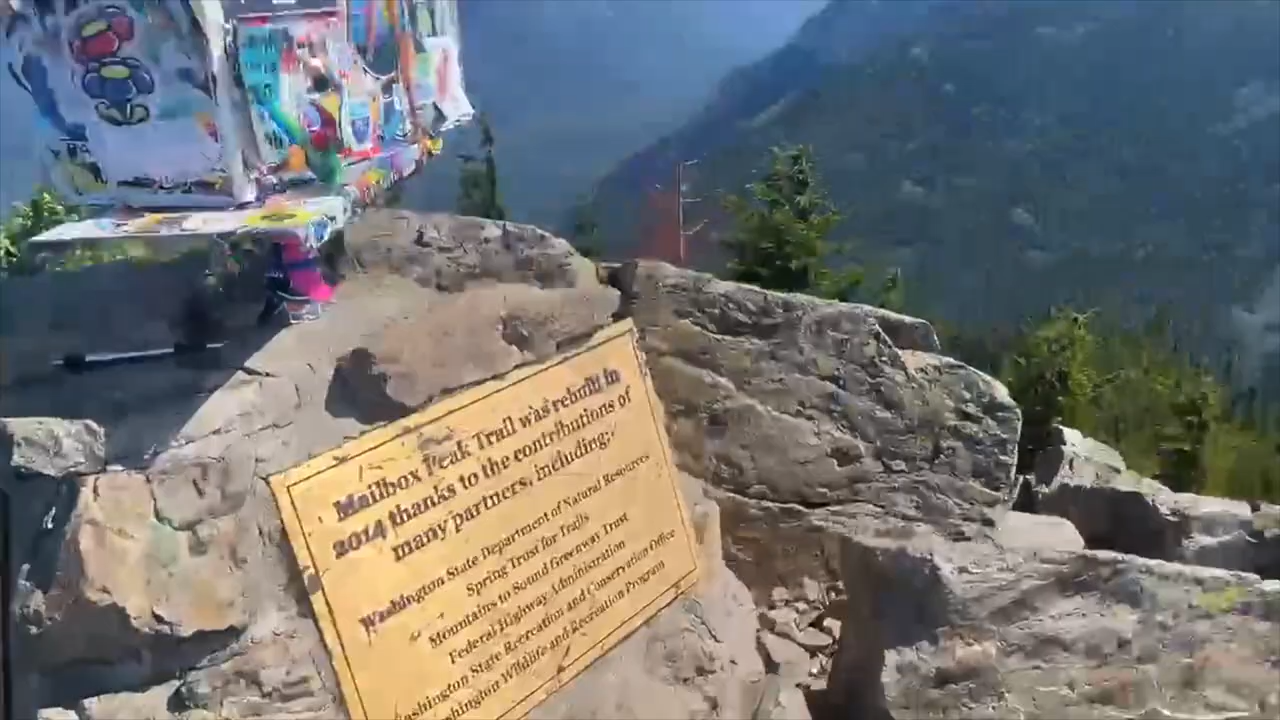 Mailbox Peak Trail was rebuilt in
2014 thanks to the contributions of
many partners, including:
Washington State Department of Natural Resources
Spring Trust for Trails
Mountains to Sound Greenway Trust
Federal Highway Administration
Washington State Recreation and Conservation Office
Washington Wildlife and Recreation Program